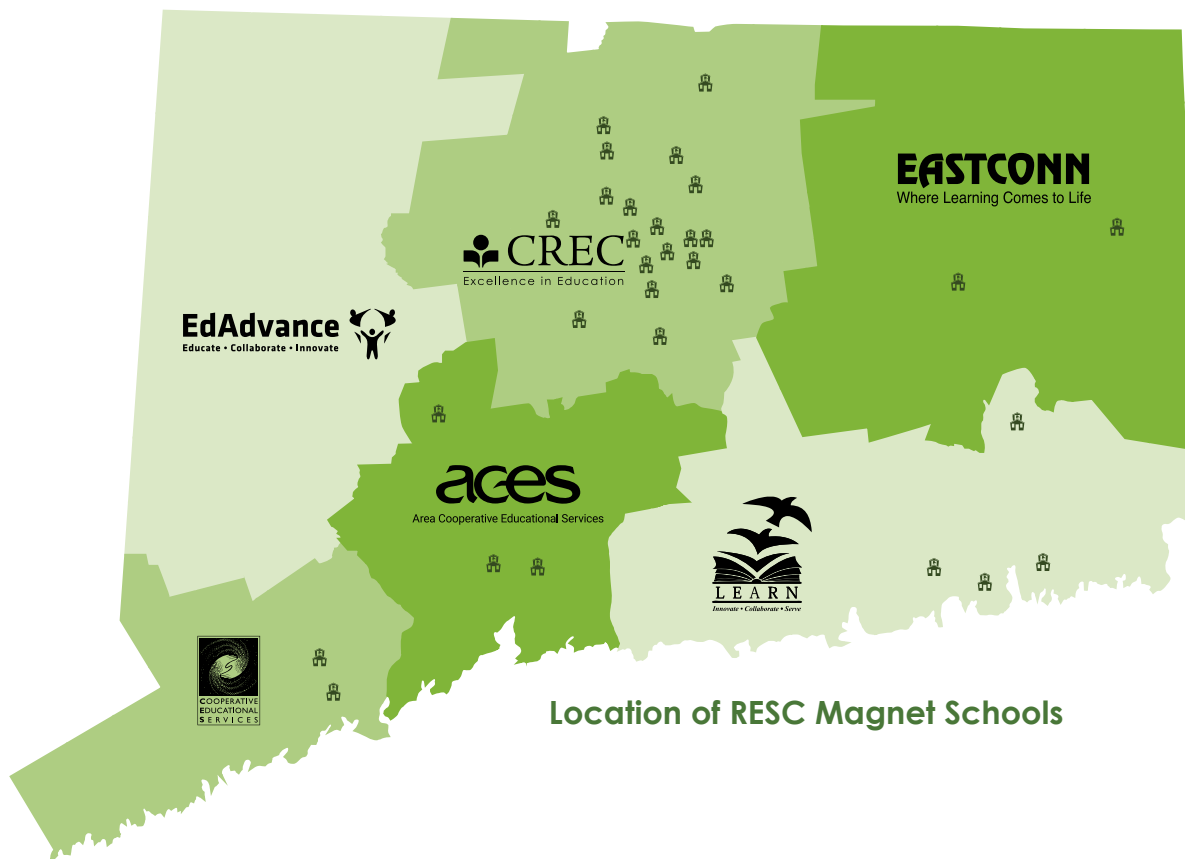 EASTCONN
Where Learning Comes to Life
CREC
Excellence in Education
EdAdvance
Educate • Collaborate • Innovate
aces
Area Cooperative Educational Services
LEARN
Innovate • Collaborate • Serve
S
COOPERATIVE
EDUCATIONAL
SERVICES
Location of RESC Magnet Schools